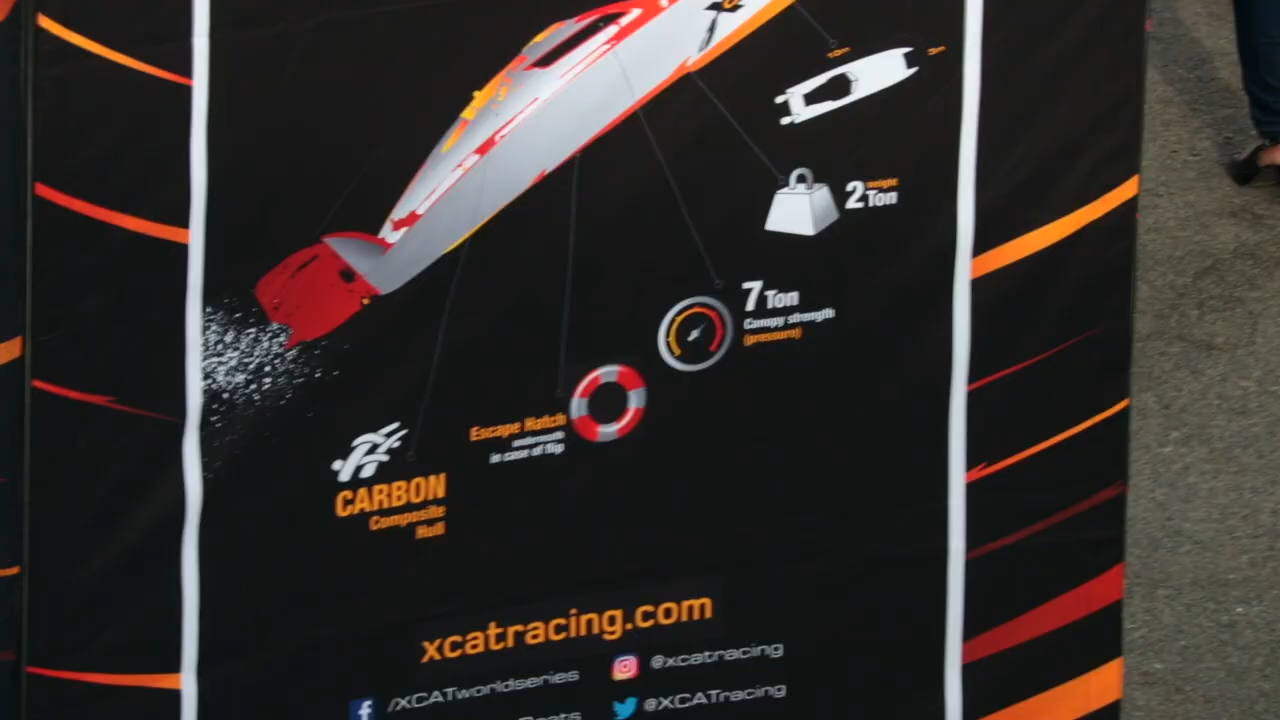 10m
2 weight
Ton
7 Ton
Canopy strength
(pressure)
Escape Hatch
underneath
in case of flip
CARBON
Composite
Hull
xcatracing.com
/XCATworldseries
@xcatracing
@XCATracing